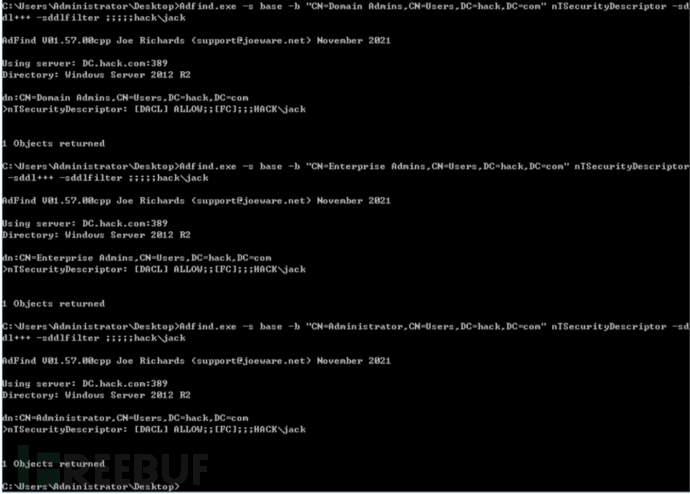 C:\Users\Administrator\Desktop>Adfind.exe -s base -b "CN=Domain Admins,CN=Users,DC=hack,DC=com" nTSecurityDescriptor -sd
dl+++ -sddlfilter ;;;;;hack\jack
AdFind V01.57.00cpp Joe Richards (support@joeware.net) November 2021
Using server: DC.hack.com:389
Directory: Windows Server 2012 R2
dn:CN=Domain Admins,CN=Users,DC=hack,DC=com
>nTSecurityDescriptor: [DACL] ALLOW;;[FC];;;HACK\jack
1 Objects returned
C:\Users\Administrator\Desktop>Adfind.exe -s base -b "CN=Enterprise Admins,CN=Users,DC=hack,DC=com" nTSecurityDescriptor
-sddl+++ -sddlfilter ;;;;;hack\jack
AdFind V01.57.00cpp Joe Richards (support@joeware.net) November 2021
Using server: DC.hack.com:389
Directory: Windows Server 2012 R2
dn:CN=Enterprise Admins,CN=Users,DC=hack,DC=com
>nTSecurityDescriptor: [DACL] ALLOW;;[FC];;;HACK\jack
1 Objects returned
C:\Users\Administrator\Desktop>Adfind.exe -s base -b "CN=Administrator,CN=Users,DC=hack,DC=com" nTSecurityDescriptor -sd
dl+++ -sddlfilter ;;;;;hack\jack
AdFind V01.57.00cpp Joe Richards (support@joeware.net) November 2021
Using server: DC.hack.com:389
Directory: Windows Server 2012 R2
dn:CN=Administrator,CN=Users,DC=hack,DC=com
>nTSecurityDescriptor: [DACL] ALLOW;;[FC];;;HACK\jack
1 Objects returned
REEBUF
C:\Users\Administrator\Desktop>